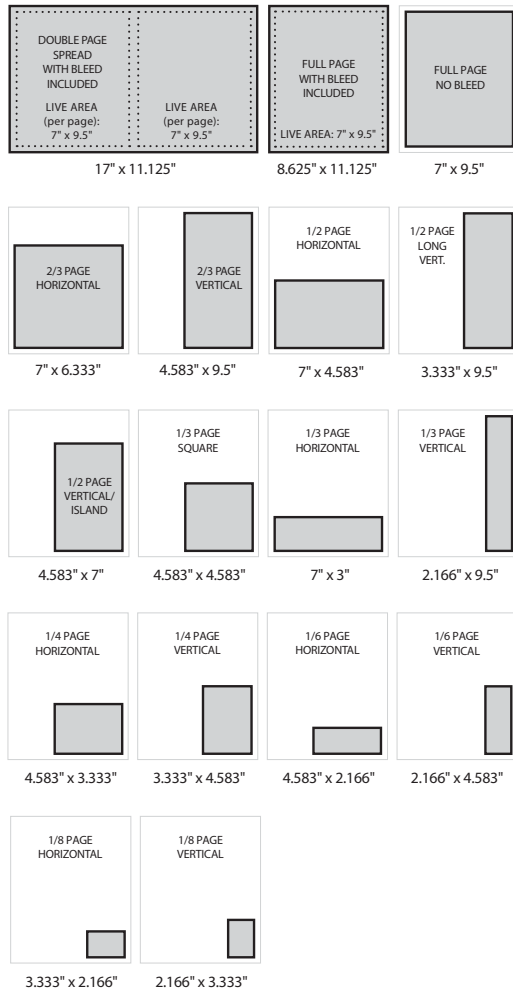 DOUBLE PAGE
SPREAD
WITH BLEED
INCLUDED
LIVE AREA
(per page):
7" x 9.5"
LIVE AREA
(per page):
7" x 9.5"
17" x 11.125"
FULL PAGE
WITH BLEED
INCLUDED
LIVE AREA: 7" x 9.5"
8.625" x 11.125"
FULL PAGE
NO BLEED
7" x 9.5"
2/3 PAGE
HORIZONTAL
7" x 6.333"
2/3 PAGE
VERTICAL
4.583" x 9.5"
1/2 PAGE
HORIZONTAL
7" x 4.583"
1/2 PAGE
LONG
VERT.
3.333" x 9.5"
1/2 PAGE
VERTICAL/
ISLAND
4.583" x 7"
1/3 PAGE
SQUARE
4.583" x 4.583"
1/3 PAGE
HORIZONTAL
7" x 3"
1/3 PAGE
VERTICAL
2.166" x 9.5"
1/4 PAGE
HORIZONTAL
4.583" x 3.333"
1/4 PAGE
VERTICAL
3.333" x 4.583"
1/6 PAGE
HORIZONTAL
4.583" x 2.166"
1/6 PAGE
VERTICAL
2.166" x 4.583"
1/8 PAGE
HORIZONTAL
3.333" x 2.166"
1/8 PAGE
VERTICAL
2.166" x 3.333"